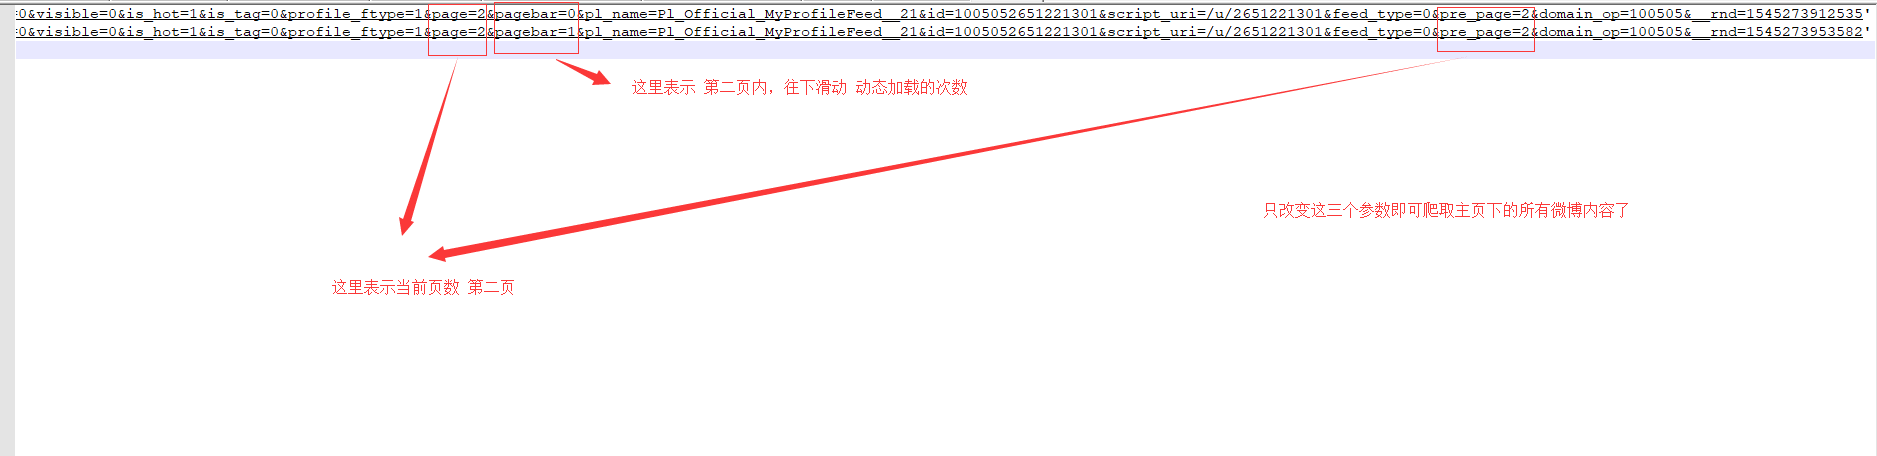 =0&visible=0&is_hot=1&is_tag=0&profile_ftype=1&page=2&pagebar=0&pl_name=Pl_Official_MyProfileFeed__21&id=1005052651221301&script_uri=/u/2651221301&feed_type=0&pre_page=2&domain_op=100505&__rnd=1545273912535'
=0&visible=0&is_hot=1&is_tag=0&profile_ftype=1&page=2&pagebar=1&pl_name=Pl_Official_MyProfileFeed__21&id=1005052651221301&script_uri=/u/2651221301&feed_type=0&pre_page=2&domain_op=100505&__rnd=1545273953582'
这里表示 第二页内，往下滑动 动态加载的次数
只改变这三个参数即可爬取主页下的所有微博内容了
这里表示当前页数 第二页